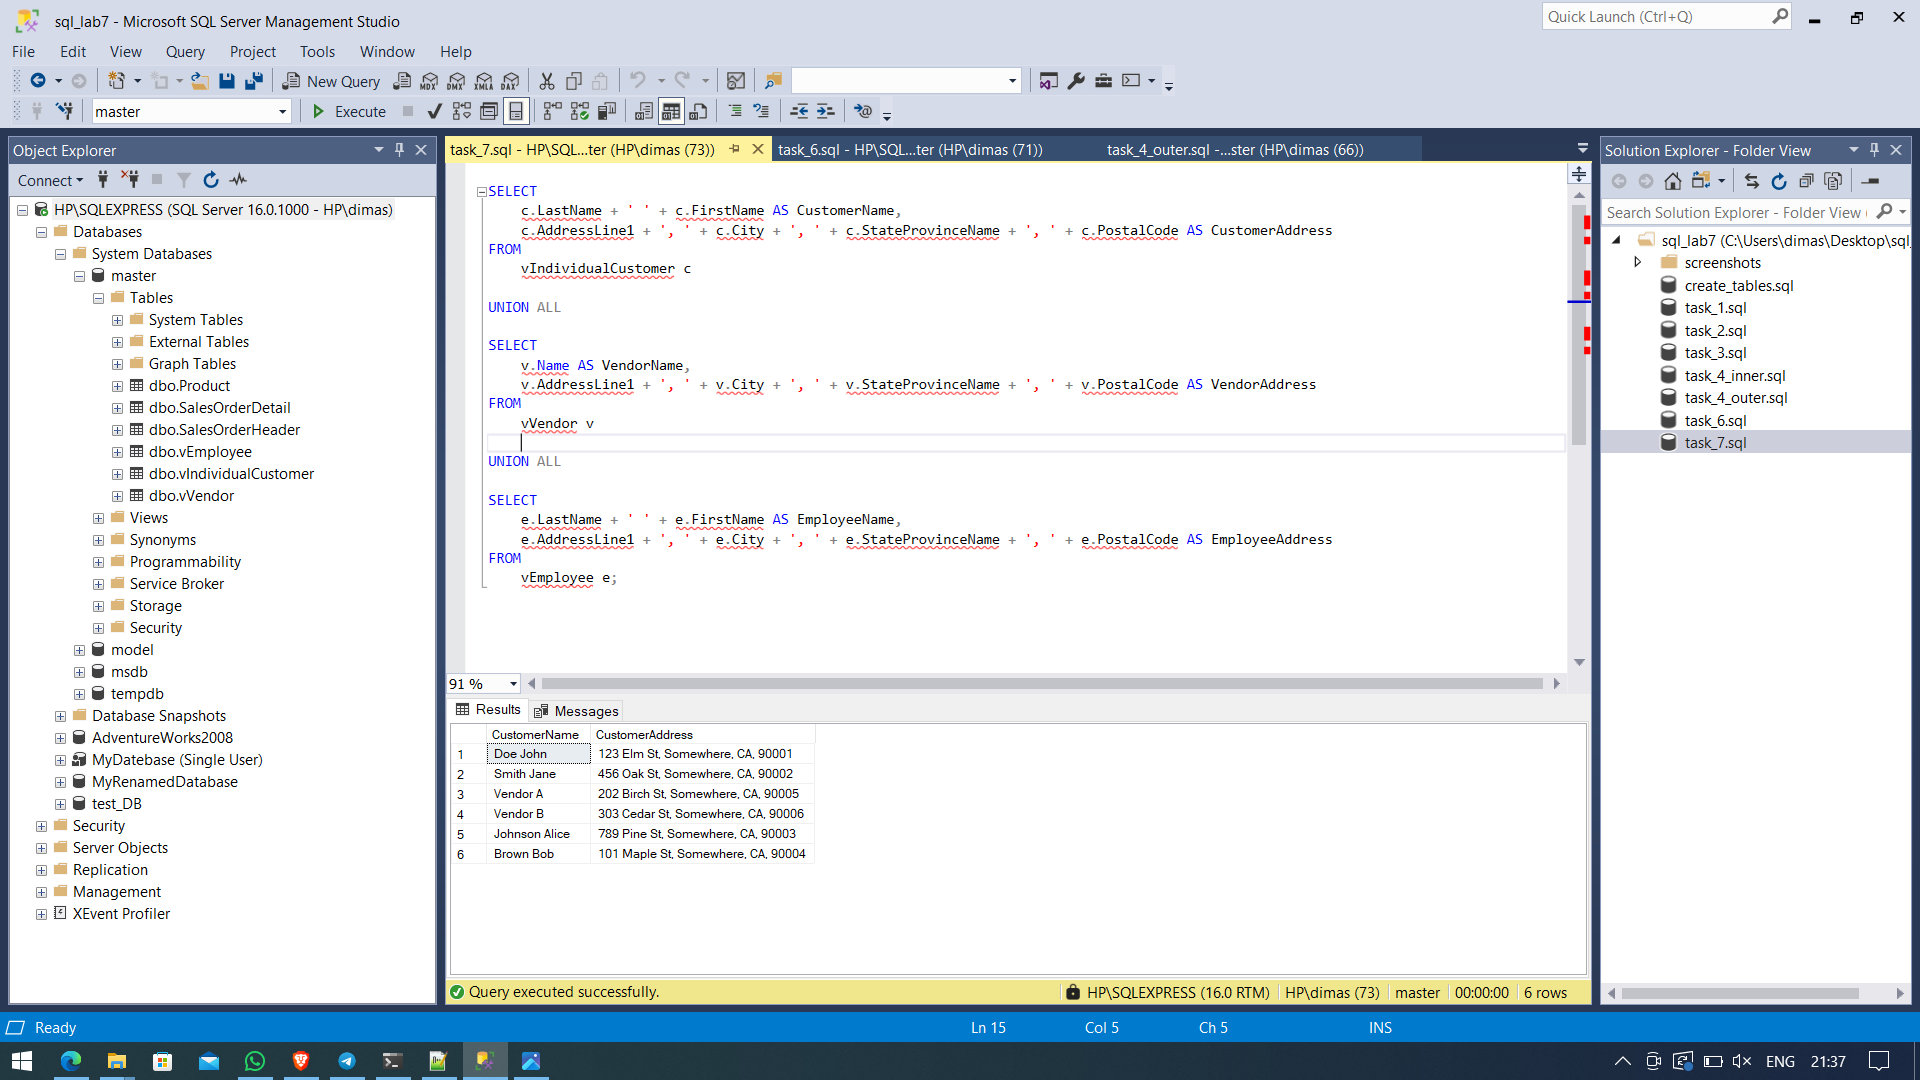 sql_lab7 - Microsoft SQL Server Management Studio
Quick Launch (Ctrl+Q)
File Edit View Query Project Tools Window Help
New Query
MDX DMX XMLA DAX
master
Execute
Object Explorer
Connect
HP\SQLEXPRESS (SQL Server 16.0.1000 - HP\dimas)
Databases
System Databases
master
Tables
System Tables
External Tables
Graph Tables
dbo.Product
dbo.SalesOrderDetail
dbo.SalesOrderHeader
dbo.vEmployee
dbo.vIndividualCustomer
dbo.vVendor
Views
Synonyms
Programmability
Service Broker
Storage
Security
model
msdb
tempdb
Database Snapshots
AdventureWorks2008
MyDatebase (Single User)
MyRenamedDatabase
test_DB
Security
Server Objects
Replication
Management
XEvent Profiler
task_7.sql - HP\SQL...ter (HP\dimas (73))
task_6.sql - HP\SQL...ter (HP\dimas (71))
task_4_outer.sql -...ster (HP\dimas (66))
SELECT
c.LastName + ' ' + c.FirstName AS CustomerName,
c.AddressLine1 + ', ' + c.City + ', ' + c.StateProvinceName + ', ' + c.PostalCode AS CustomerAddress
FROM
vIndividualCustomer c
UNION ALL
SELECT
v.Name AS VendorName,
v.AddressLine1 + ', ' + v.City + ', ' + v.StateProvinceName + ', ' + v.PostalCode AS VendorAddress
FROM
vVendor v
UNION ALL
SELECT
e.LastName + ' ' + e.FirstName AS EmployeeName,
e.AddressLine1 + ', ' + e.City + ', ' + e.StateProvinceName + ', ' + e.PostalCode AS EmployeeAddress
FROM
vEmployee e;
91 %
Results Messages
CustomerName CustomerAddress
1 Doe John 123 Elm St, Somewhere, CA, 90001
2 Smith Jane 456 Oak St, Somewhere, CA, 90002
3 Vendor A 202 Birch St, Somewhere, CA, 90005
4 Vendor B 303 Cedar St, Somewhere, CA, 90006
5 Johnson Alice 789 Pine St, Somewhere, CA, 90003
6 Brown Bob 101 Maple St, Somewhere, CA, 90004
Query executed successfully.
HP\SQLEXPRESS (16.0 RTM) HP\dimas (73) master 00:00:00 6 rows
Solution Explorer - Folder View
Search Solution Explorer - Folder View (
sql_lab7 (C:\Users\dimas\Desktop\sql_
screenshots
create_tables.sql
task_1.sql
task_2.sql
task_3.sql
task_4_inner.sql
task_4_outer.sql
task_6.sql
task_7.sql
Ready
Ln 15 Col 5 Ch 5 INS
ENG 21:37